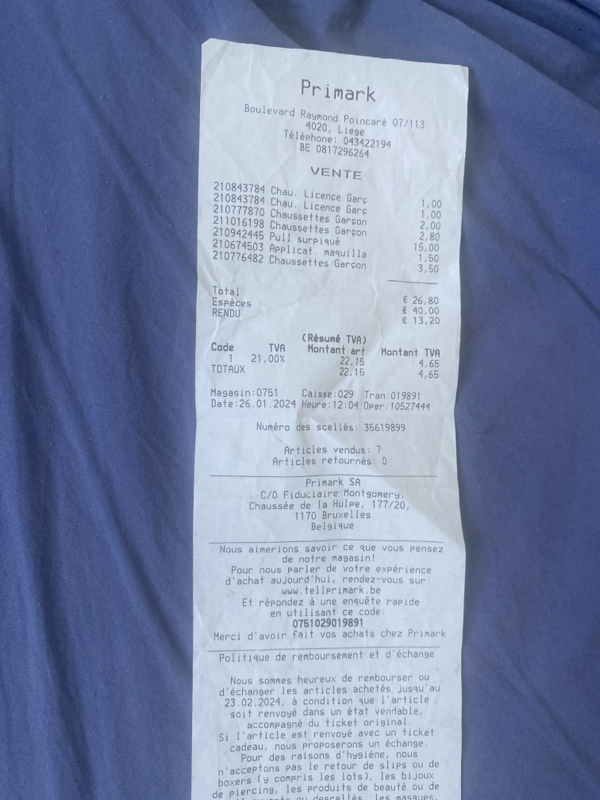 Primark
Boulevard Raymond Poincaré 07/113
4020, Liege
Téléphone: 043422194
BE 0817296264
VENTE
210843784 Chau. Licence Garç 1,00
210843784 Chau. Licence Garç 1,00
210777870 Chaussettes Garçon 2,00
211016198 Chaussettes Garçon 2,80
210942445 Pull surpiqué 15,00
210674503 Applicat. maquilla 1,50
210776482 Chaussettes Garçon 3,50
Total € 26,80
Espèces € 40,00
RENDU € 13,20
(Résumé TVA)
Code TVA Montant art Montant TVA
1 21,00% 22,15 4,65
TOTAUX 22,15 4,65
Magasin:0751 Caisse:029 Tran:019891
Date:26.01.2024 Heure:12:04 Oper:10527444
Numéro des scellés: 35619899
Articles vendus: 7
Articles retournés: 0
Primark SA
C/O Fiduciaire Montgomery,
Chaussée de la Hulpe, 177/20,
1170 Bruxelles
Belgique
Nous aimerions savoir ce que vous pensez
de notre magasin!
Pour nous parler de votre expérience
d'achat aujourd'hui, rendez-vous sur:
www.tellprimark.be
Et répondez à une enquête rapide
en utilisant ce code:
0751029019891
Merci d'avoir fait vos achats chez Primark
Politique de remboursement et d'échange
Nous sommes heureux de rembourser ou
d'échanger les articles achetés jusqu'au
23.02.2024, à condition que l'article
soit renvoyé dans un état vendable,
accompagné du ticket original.
Si l'article est renvoyé avec un ticket
cadeau, nous proposerons un échange.
Pour des raisons d'hygiène, nous
n'acceptons pas le retour de slips ou de
boxers (y compris les lots), les bijoux
de piercing, les produits de beauté ou de
ou descellés, les masques,